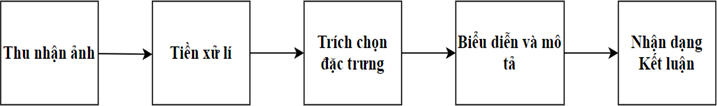 Thu nhận ảnh
Tiền xử lí
Trích chọn
đặc trưng
Biểu diễn và mô
tả
Nhận dạng
Kết luận